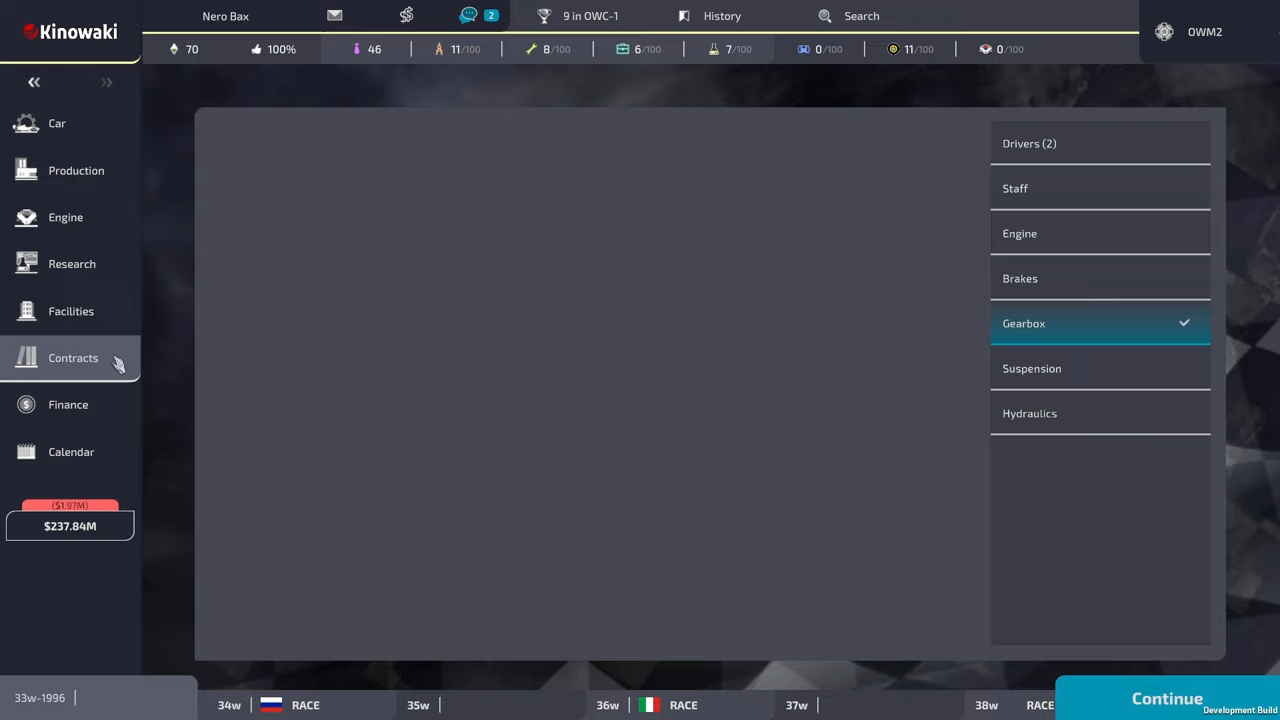 Kinowaki
Nero Bax
2
9 in OWC-1
History
Search
OWM2
70
100%
46
11/100
8/100
6/100
7/100
0/100
11/100
0/100
Car
Production
Engine
Research
Facilities
Contracts
Finance
Calendar
($1.97M)
$237.84M
Drivers (2)
Staff
Engine
Brakes
Gearbox
Suspension
Hydraulics
33w-1996
34w
RACE
35w
36w
RACE
37w
38w
RACE
Continue
Development Build